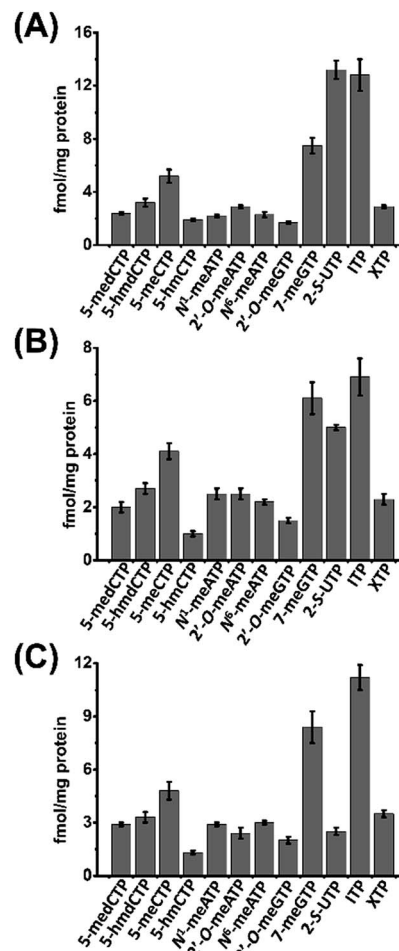 (A)
fmol/mg protein
16
12
8
4
0
5-medCTP
5-hmdCTP
5-meCTP
5-hmCTP
N¹-meATP
2'-O-meATP
N⁶-meATP
2'-O-meGTP
7-meGTP
2-S-UTP
ITP
XTP
(B)
fmol/mg protein
8
6
4
2
0
5-medCTP
5-hmdCTP
5-meCTP
5-hmCTP
N¹-meATP
2'-O-meATP
N⁶-meATP
2'-O-meGTP
7-meGTP
2-S-UTP
ITP
XTP
(C)
fmol/mg protein
12
9
6
3
0
5-medCTP
5-hmdCTP
5-meCTP
5-hmCTP
N¹-meATP
2'-O-meATP
N⁶-meATP
2'-O-meGTP
7-meGTP
2-S-UTP
ITP
XTP